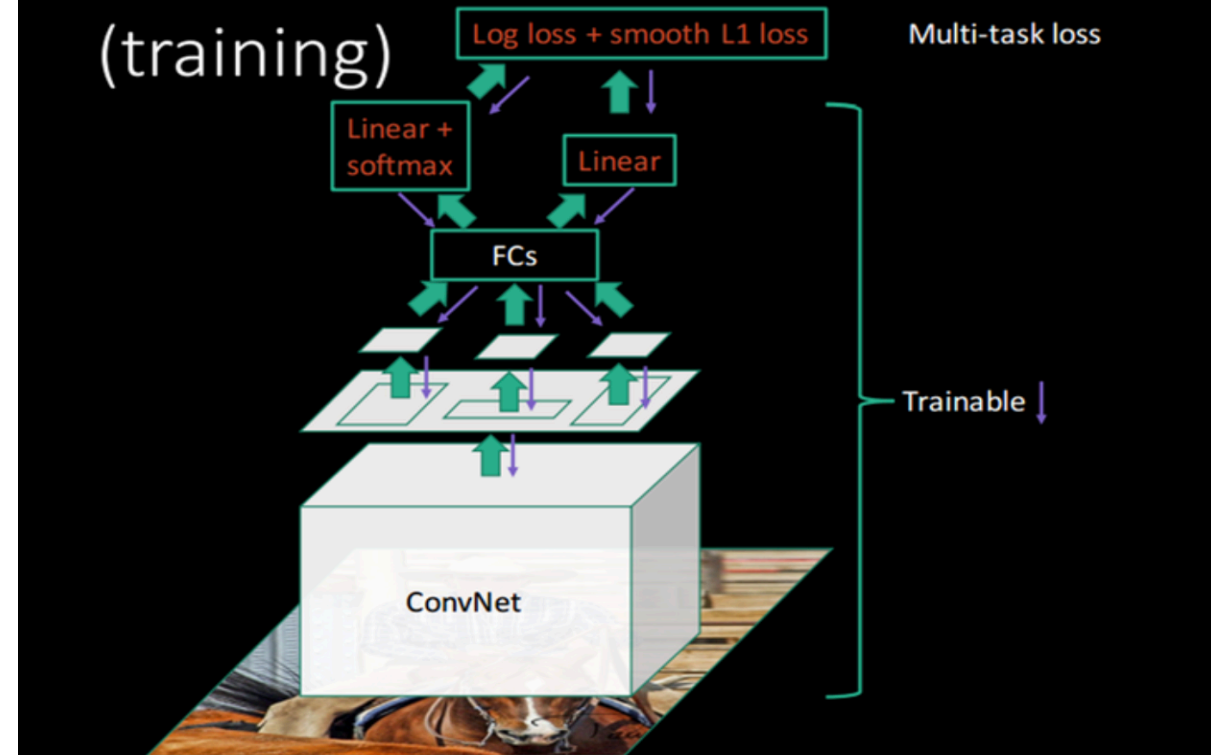 (training)
Log loss + smooth L1 loss
Multi-task loss
Linear +
softmax
Linear
FCs
Trainable
ConvNet